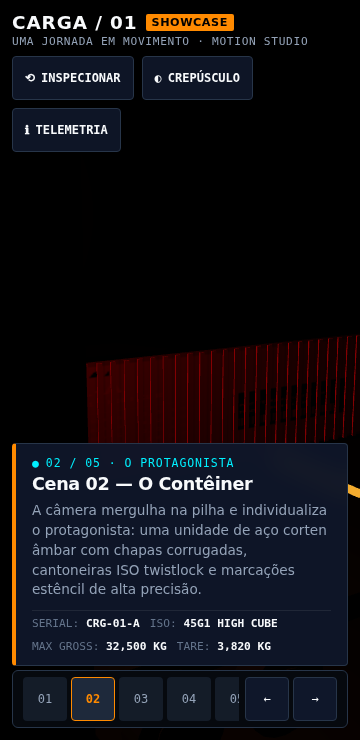 CARGA / 01 SHOWCASE
UMA JORNADA EM MOVIMENTO · MOTION STUDIO
⟲ INSPECIONAR ◐ CREPÚSCULO
ℹ TELEMETRIA
● 02 / 05 · O PROTAGONISTA
Cena 02 — O Contêiner
A câmera mergulha na pilha e individualiza
o protagonista: uma unidade de aço corten
âmbar com chapas corrugadas,
cantoneiras ISO twistlock e marcações
estêncil de alta precisão.
SERIAL: CRG-01-A ISO: 45G1 HIGH CUBE
MAX GROSS: 32,500 KG TARE: 3,820 KG
01 02 03 04 05 ← →